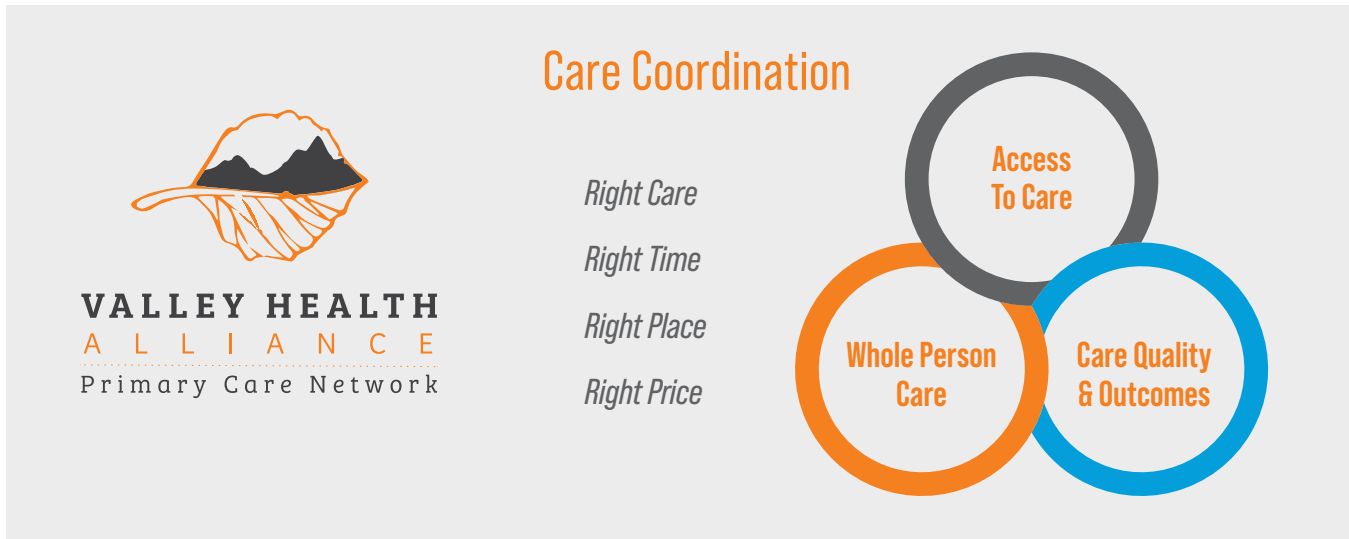 Care Coordination
VALLEY HEALTH
ALLIANCE
Primary Care Network
Right Care
Right Time
Right Place
Right Price
Access
To Care
Whole Person
Care
Care Quality
& Outcomes